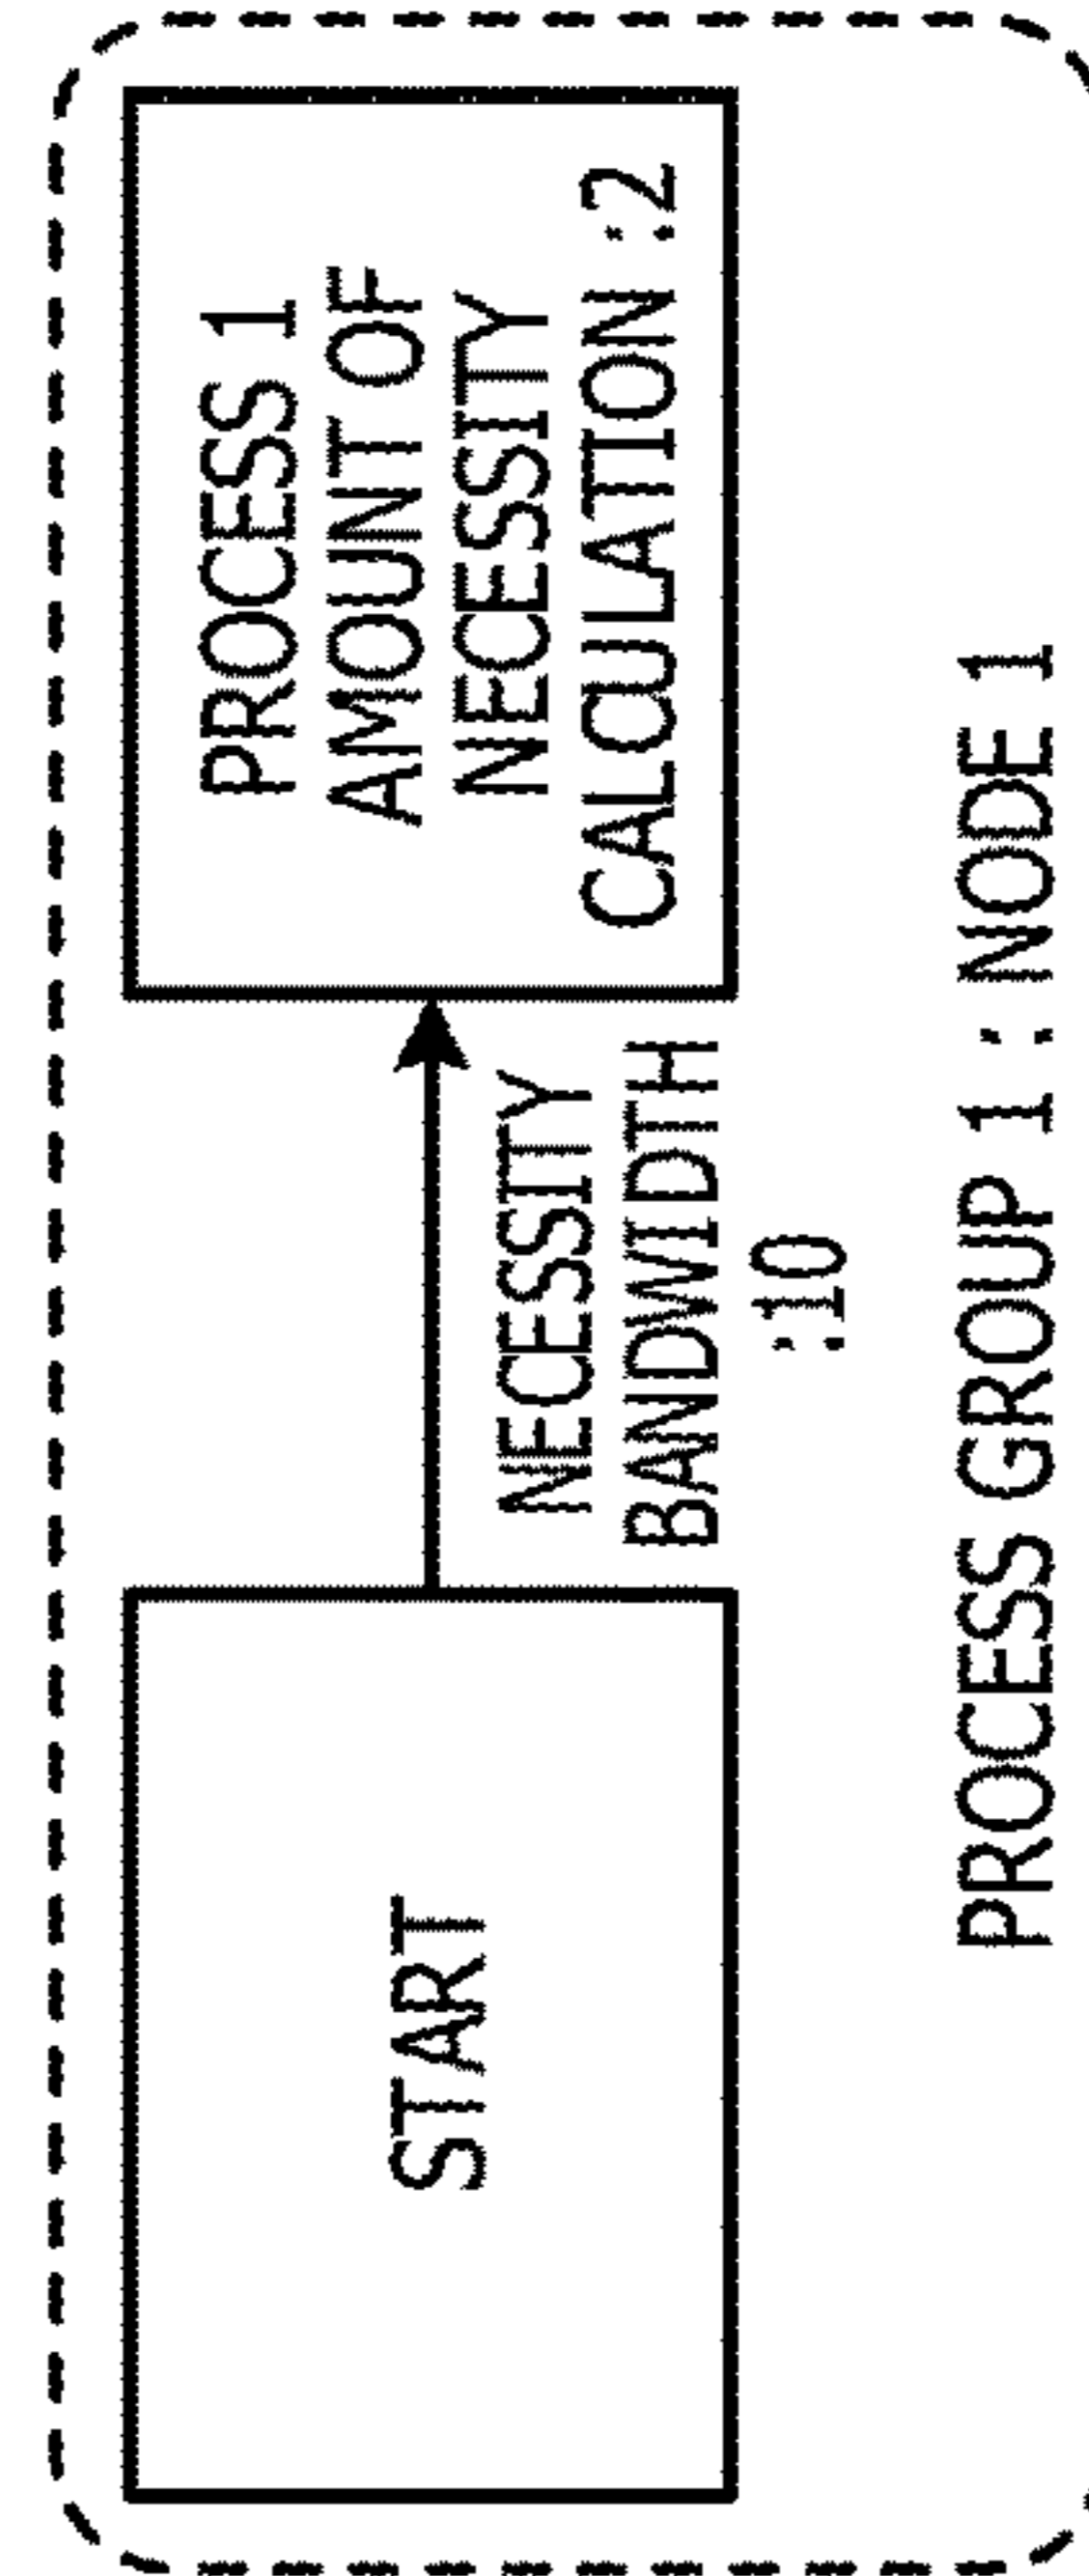 START
NECESSITY
BANDWIDTH
:10
PROCESS 1
AMOUNT OF
NECESSITY
CALCULATION :2
PROCESS GROUP 1 : NODE 1